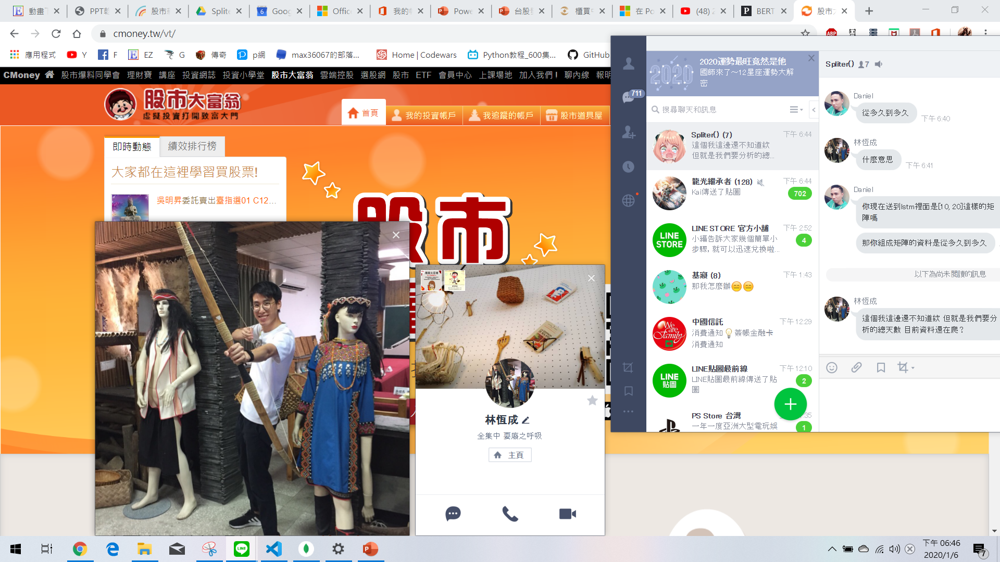 動畫
PPT
股市
Splite
Goog
Offic
我的
Powe
台股
櫃買
在 Po
(48) 2
BERT
股市
cmoney.tw/vt/
應用程式
Y
F
EZ
G
傳奇
p網
max36067的部落...
Home | Codewars
Python教程_600集...
GitHub
CMoney 股市爆料同學會 理財寶 講座 投資網誌 投資小學堂 股市大富翁 雲端控股 選股網 股市 ETF 會員中心 上課場地 加入我們 ! 聊內線 報明
股市大富翁
虛擬投資打開致富大門
首頁
我的投資帳戶
我追蹤的帳戶
股市道具屋
即時動態
績效排行榜
大家都在這裡學習買股票!
吳明昇委託賣出臺指選01 C12...
股市
林恆成
全集中 耍廢之呼吸
主頁
711
2020
2020運勢最旺竟然是他
國師來了～12星座運勢大解
密
搜尋聊天和訊息
Spliter() (7)
下午 6:44
這個我這邊還不知道欸
但就是我們要分析的總...
龍光繼承者 (128)
下午 6:44
Kai傳送了貼圖
702
LINE STORE
LINE STORE 官方小舖
下午 2:52
小編告訴大家幾個簡單小
步驟, 就可以迅速兌換啦...
4
基寢 (8)
下午 1:43
那我怎麼辦
We are Family
中國信託
下午 12:29
消費通知💡簽帳金融卡
消費通知
LINE 貼圖
LINE貼圖最前線
下午 12:10
LINE貼圖最前線傳送了貼
圖
2
PS Store 台灣
:35
一年一度亞洲大型電玩娛
1
Spliter() 7
Daniel
從多久到多久
下午 6:40
林恆成
什麼意思
下午 6:41
Daniel
你現在送到lstm裡面是[10, 20]這樣的矩
陣嗎
那你組成矩陣的資料是從多久到多久
以下為尚未閱讀的訊息
林恆成
這個我這邊還不知道欸 但就是我們要分
析的總天數 目前資料還在爬？
下午 06:46
2020/1/6
7